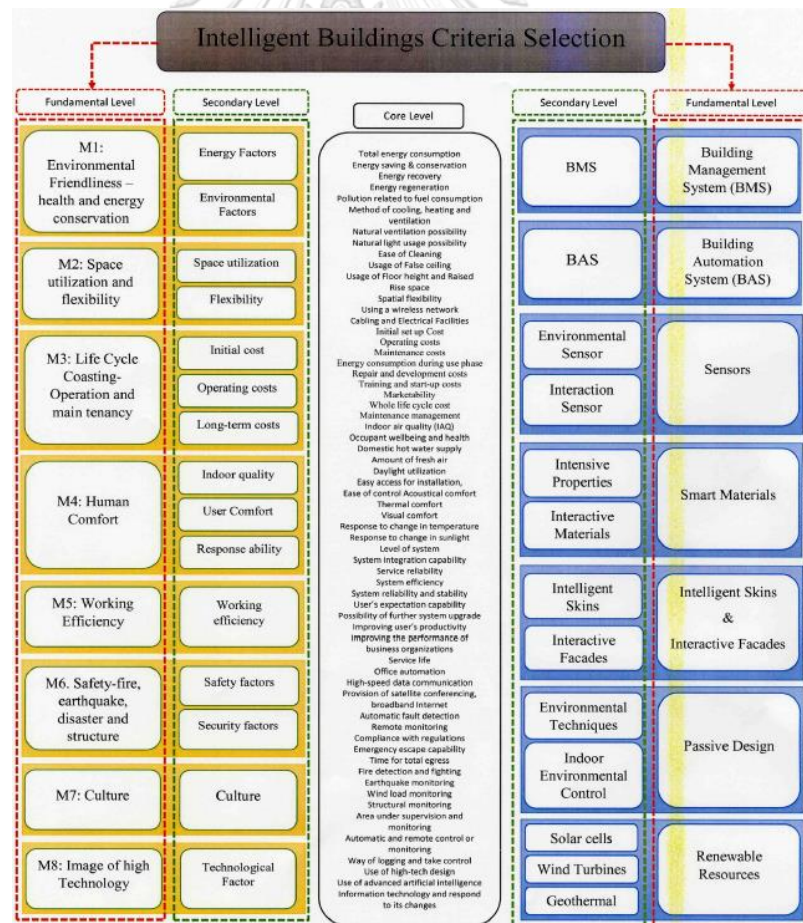 Intelligent Buildings Criteria Selection
Fundamental Level
Secondary Level
Core Level
Secondary Level
Fundamental Level
M1:
Environmental
Friendliness –
health and energy
conservation
Energy Factors
Environmental
Factors
M2: Space
utilization and
flexibility
Space utilization
Flexibility
M3: Life Cycle
Coasting-
Operation and
main tenancy
Initial cost
Operating costs
Long-term costs
M4: Human
Comfort
Indoor quality
User Comfort
Response ability
M5: Working
Efficiency
Working
efficiency
M6. Safety-fire,
earthquake,
disaster and
structure
Safety factors
Security factors
M7: Culture
Culture
M8: Image of high
Technology
Technological
Factor
Total energy consumption
Energy saving & conservation
Energy recovery
Energy regeneration
Pollution related to fuel consumption
Method of cooling, heating and
ventilation
Natural ventilation possibility
Natural light usage possibility
Ease of Cleaning
Usage of False ceiling
Usage of Floor height and Raised
Rise space
Spatial flexibility
Using a wireless network
Cabling and Electrical Facilities
Initial set up Cost
Operating costs
Maintenance costs
Energy consumption during use phase
Repair and development costs
Training and start-up costs
Marketability
Whole life cycle cost
Maintenance management
Indoor air quality (IAQ)
Occupant wellbeing and health
Domestic hot water supply
Amount of fresh air
Daylight utilization
Easy access for installation,
Ease of control Acoustical comfort
Thermal comfort
Visual comfort
Response to change in temperature
Response to change in sunlight
Level of system
System integration capability
Service reliability
System efficiency
System reliability and stability
User's expectation capability
Possibility of further system upgrade
Improving user's productivity
improving the performance of
business organizations
Service life
Office automation
High-speed data communication
Provision of satellite conferencing,
broadband internet
Automatic fault detection
Remote monitoring
Compliance with regulations
Emergency escape capability
Time for total egress
Fire detection and fighting
Earthquake monitoring
Wind load monitoring
Structural monitoring
Area under supervision and
monitoring
Automatic and remote control or
monitoring
Way of logging and take control
Use of high-tech design
Use of advanced artificial intelligence
Information technology and respond
to its changes
BMS
Building
Management
System (BMS)
BAS
Building
Automation
System (BAS)
Environmental
Sensor
Interaction
Sensor
Sensors
Intensive
Properties
Interactive
Materials
Smart Materials
Intelligent
Skins
Interactive
Facades
Intelligent Skins
&
Interactive Facades
Environmental
Techniques
Indoor
Environmental
Control
Passive Design
Solar cells
Wind Turbines
Geothermal
Renewable
Resources